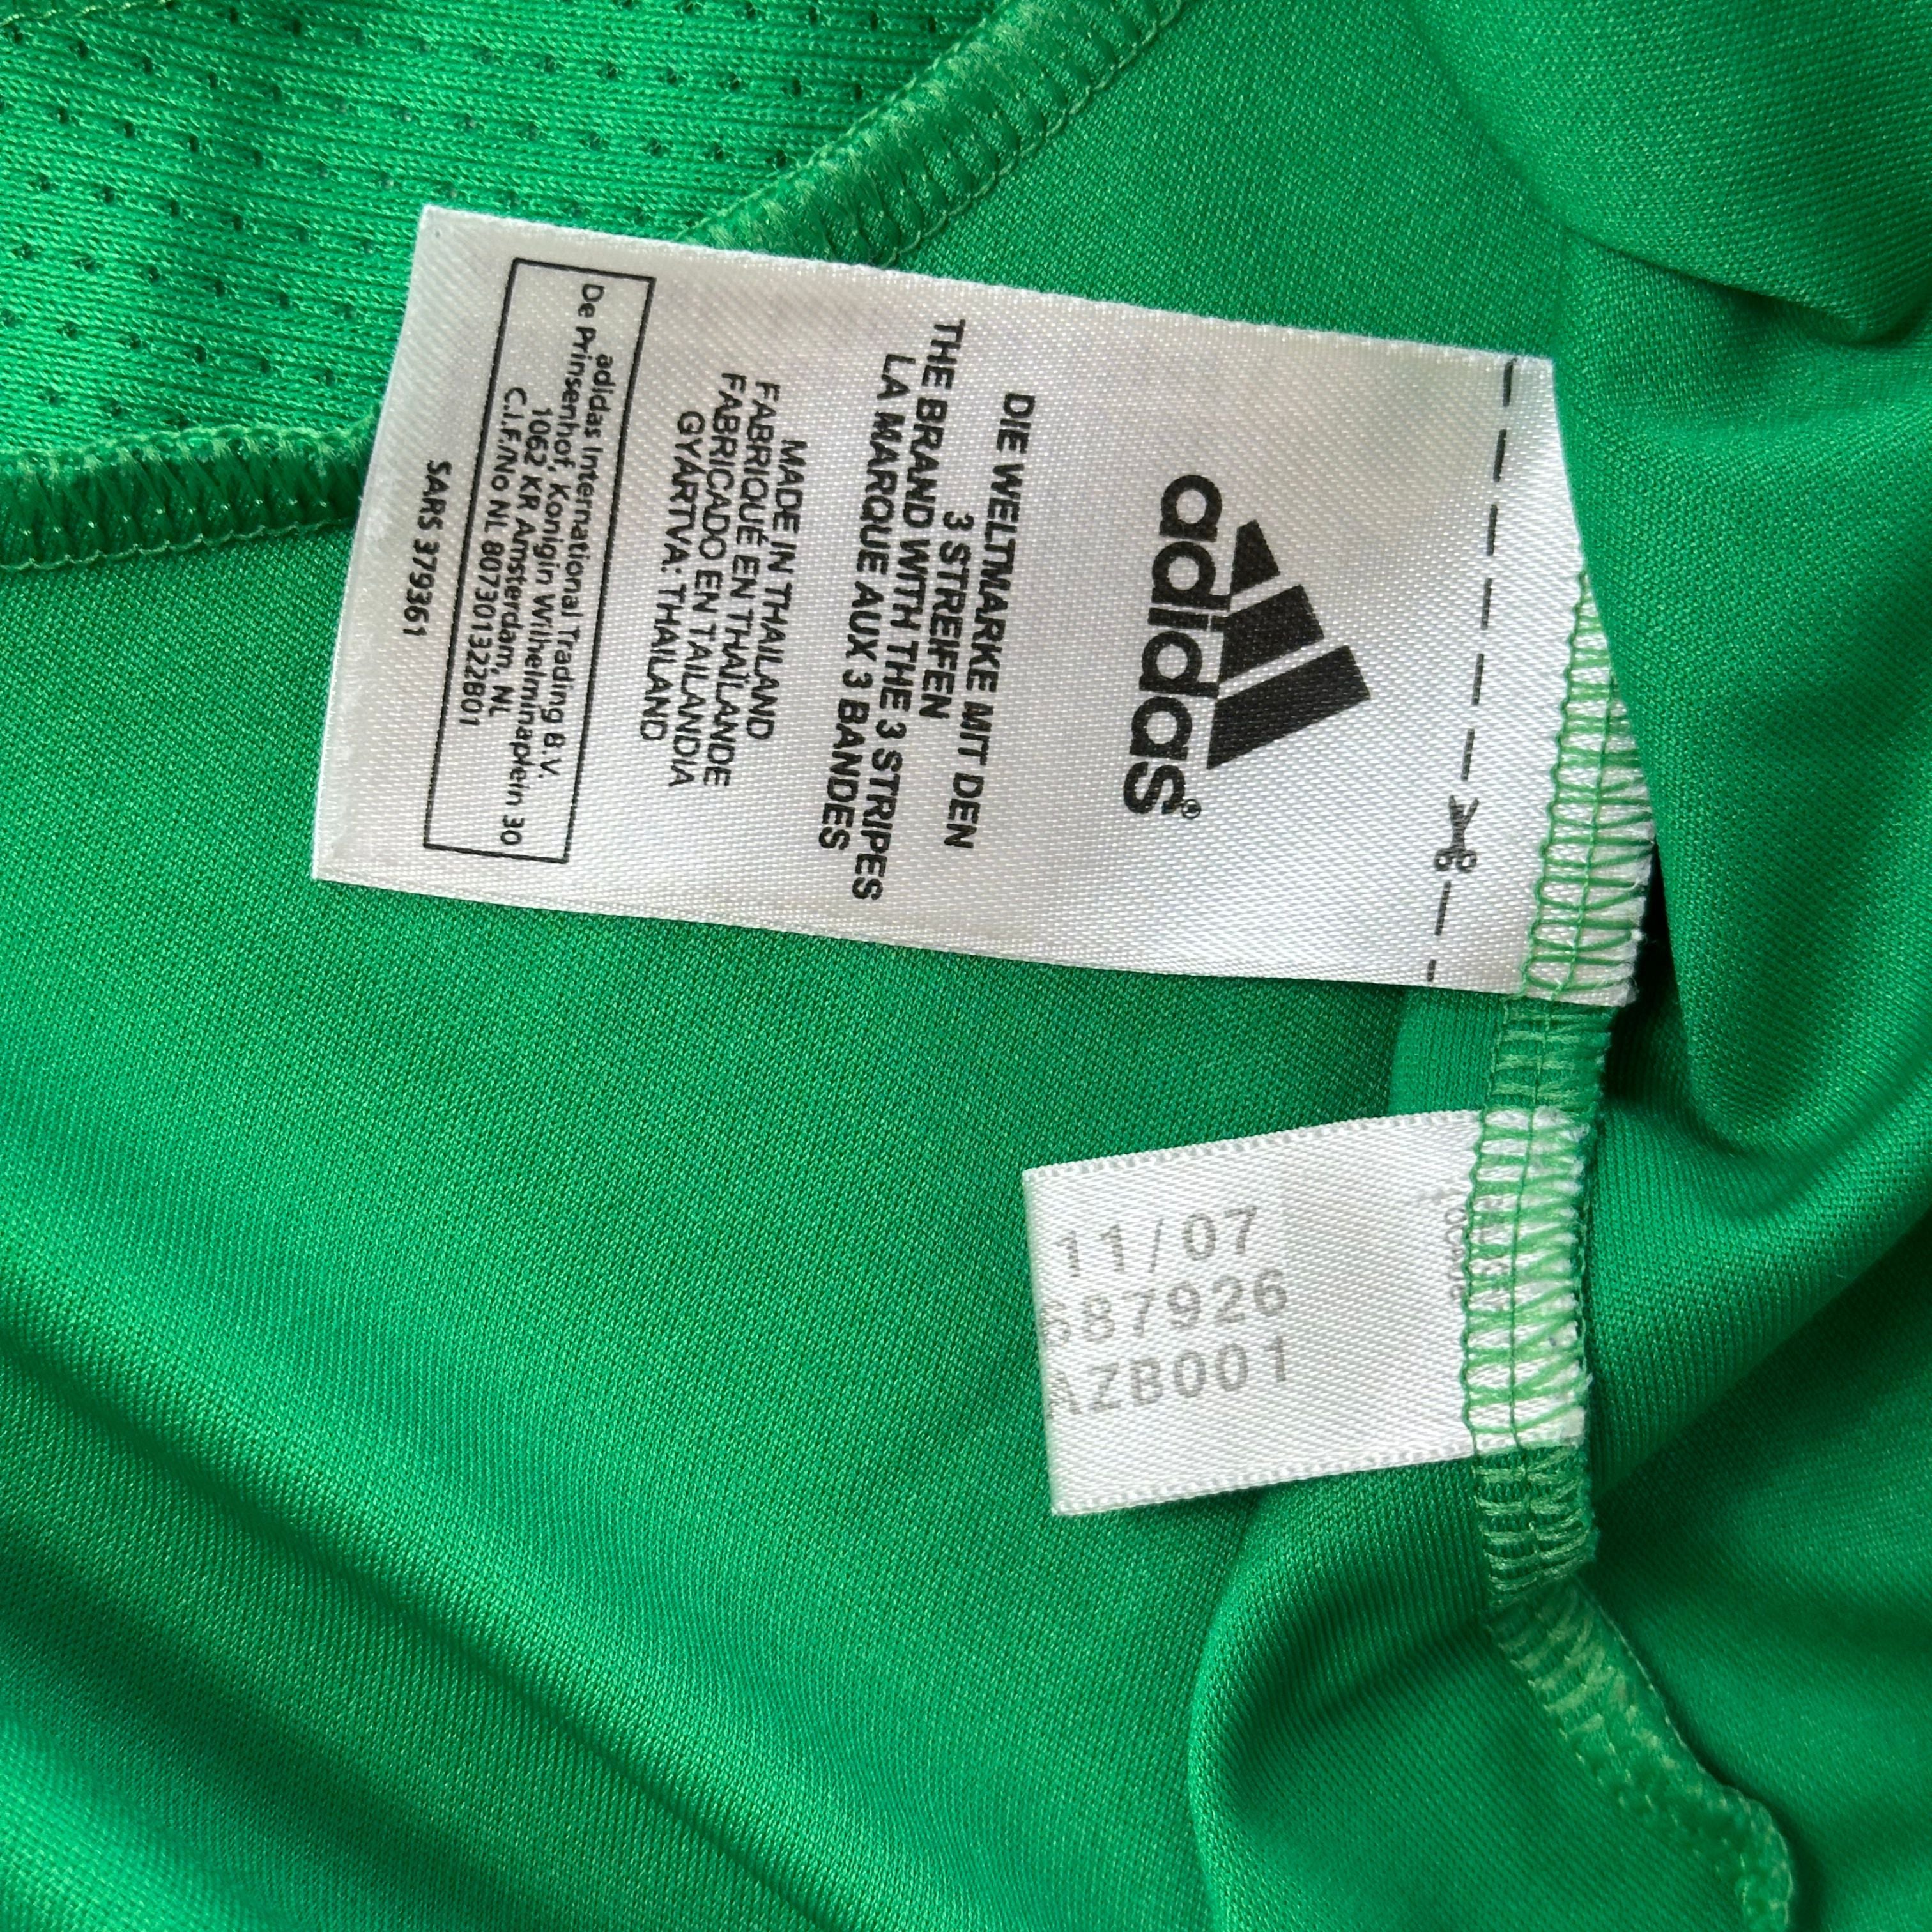 adidas®
DIE WELTMARKE MIT DEN
3 STREIFEN
THE BRAND WITH THE 3 STRIPES
LA MARQUE AUX 3 BANDES
MADE IN THAILAND
FABRIQUÉ EN THAÏLANDE
FABRICADO EN TAILANDIA
GYÁRTVA: THAILAND
adidas International Trading B.V.
De Prinsenhof, Konigin Wilhelminaplein 30
1062 KR Amsterdam, NL
C.I.F./No NL 807301322B01
SARS 379361
11/07
687926
AZB001